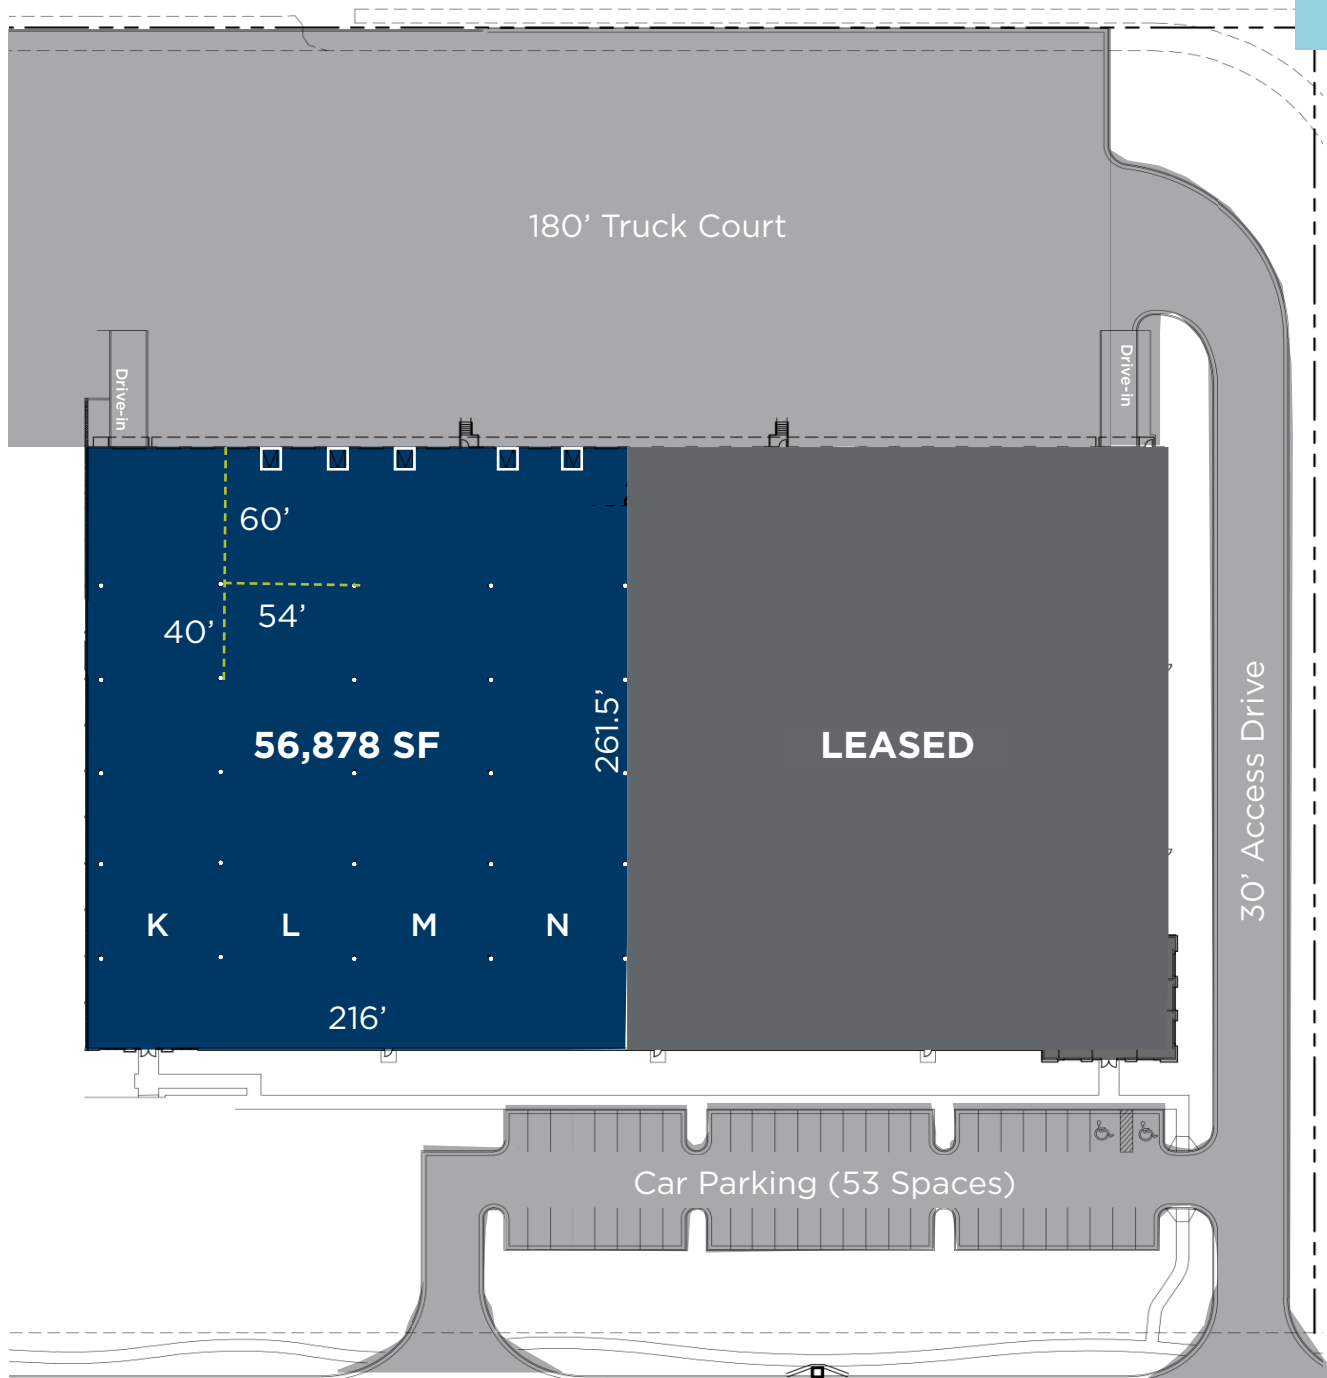 180’ Truck Court
Drive-in
Drive-in
60’
54’
40’
56,878 SF
261.5’
LEASED
30’ Access Drive
K
L
M
N
216’
Car Parking (53 Spaces)